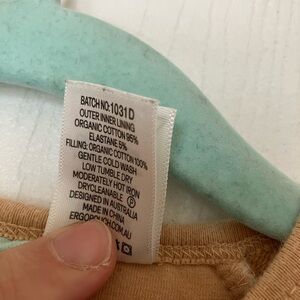 BATCH NO: 1031 D
OUTER INNER LINING
ORGANIC COTTON 95%
ELASTANE 5%
FILLING: ORGANIC COTTON 100%
GENTLE COLD WASH
LOW TUMBLE DRY
MODERATELY HOT IRON
DRYCLEANABLE
DESIGNED IN AUSTRALIA
MADE IN CHINA
ERGOPOUCH.COM.AU